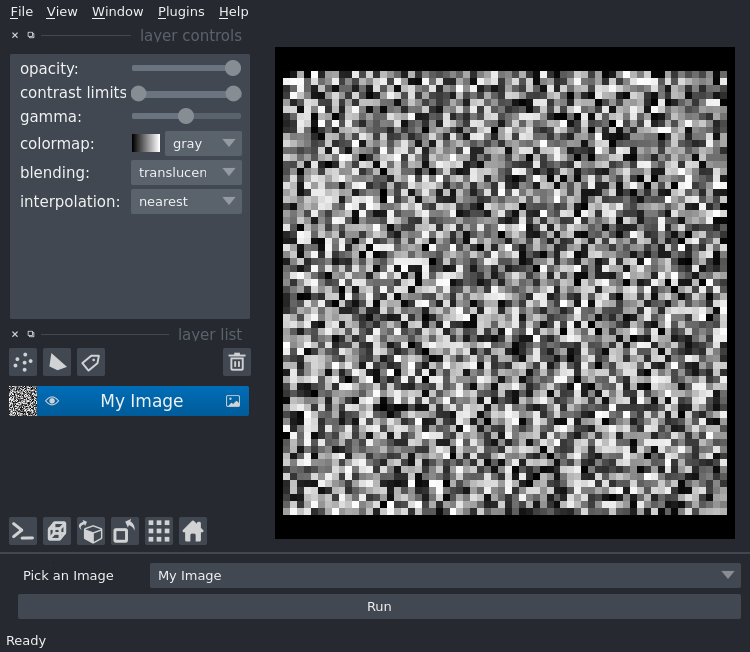 File View Window Plugins Help
layer controls
opacity:
contrast limits
gamma:
colormap: gray
blending: translucen
interpolation: nearest
layer list
My Image
Pick an Image My Image
Run
Ready